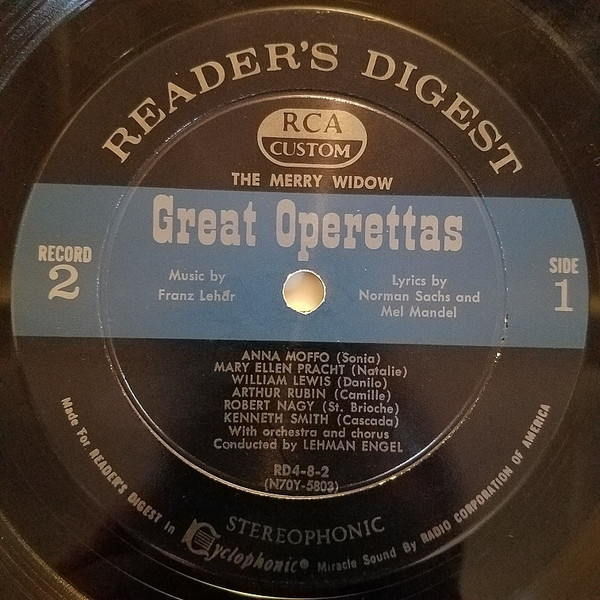 READER'S DIGEST
RCA
CUSTOM
THE MERRY WIDOW
Great Operettas
RECORD
2
Music by
Franz Lehár
Lyrics by
Norman Sachs and
Mel Mandel
SIDE
1
ANNA MOFFO (Sonia)
MARY ELLEN PRACHT (Natalie)
WILLIAM LEWIS (Danilo)
ARTHUR RUBIN (Camille)
ROBERT NAGY (St. Brioche)
KENNETH SMITH (Cascada)
With orchestra and chorus
Conducted by LEHMAN ENGEL
RD4-8-2
(N70Y-5803)
STEREOPHONIC
Made For READER'S DIGEST in Cyclophonic® Miracle Sound By RADIO CORPORATION OF AMERICA